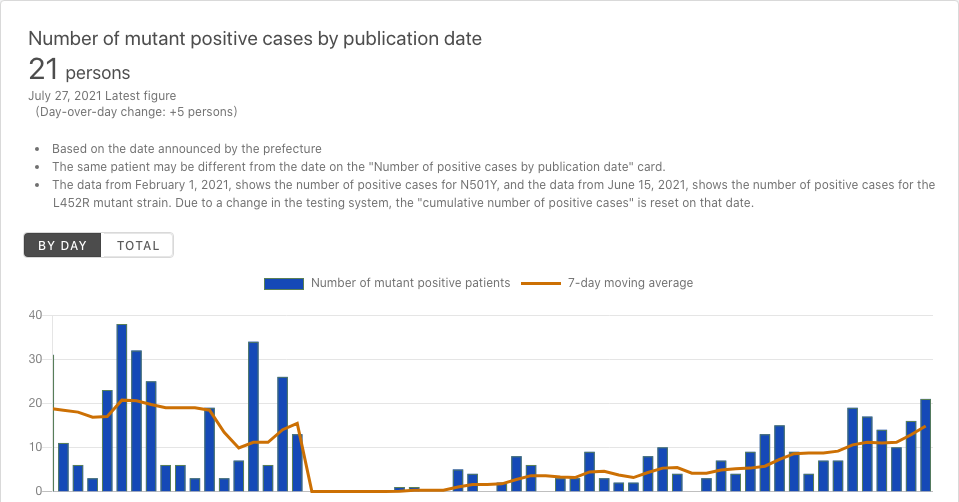 Number of mutant positive cases by publication date
21 persons
July 27, 2021 Latest figure
(Day-over-day change: +5 persons)
• Based on the date announced by the prefecture
• The same patient may be different from the date on the "Number of positive cases by publication date" card.
• The data from February 1, 2021, shows the number of positive cases for N501Y, and the data from June 15, 2021, shows the number of positive cases for the
L452R mutant strain. Due to a change in the testing system, the "cumulative number of positive cases" is reset on that date.
BY DAY TOTAL
Number of mutant positive patients 7-day moving average
40
30
20
10
0